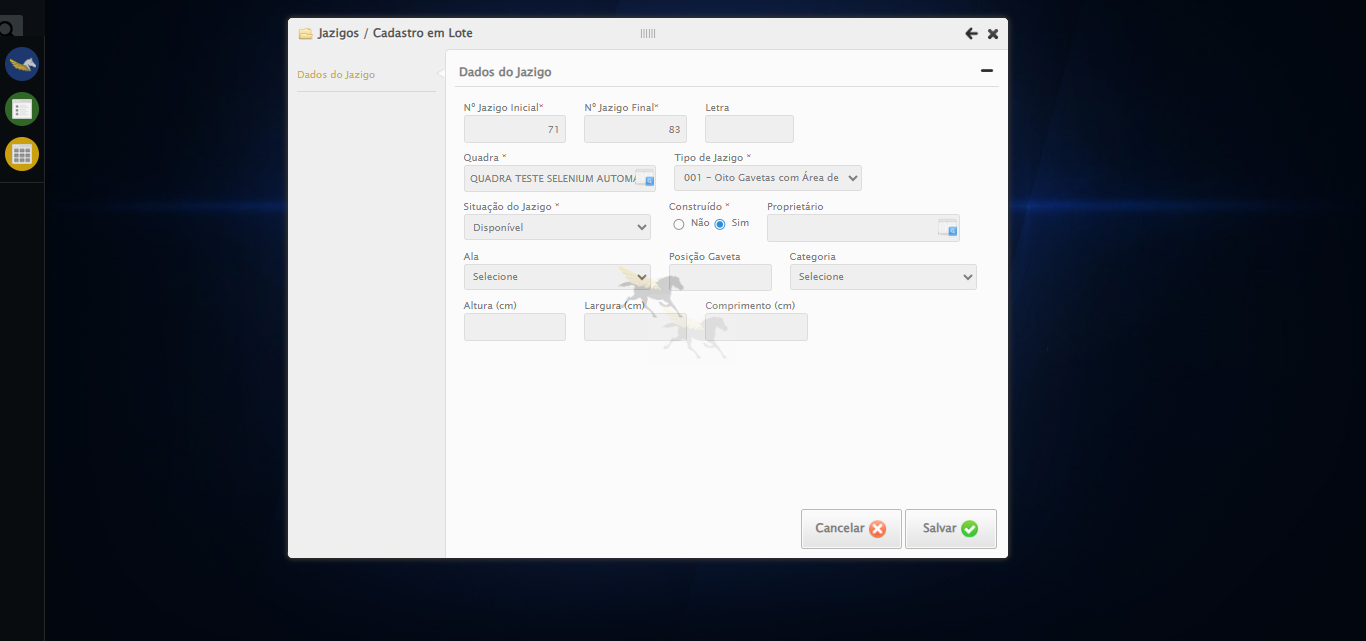 Jazigos / Cadastro em Lote
Dados do Jazigo
Dados do Jazigo
Nº Jazigo Inicial* Nº Jazigo Final* Letra
71 83
Quadra * Tipo de Jazigo *
QUADRA TESTE SELENIUM 001 - Oito Gavetas com Área de
Situação do Jazigo * Construído * Proprietário
Disponível Não Sim
Ala Posição Gaveta Categoria
Selecione Selecione
Altura (cm) Largura (cm) Comprimento (cm)
Cancelar Salvar